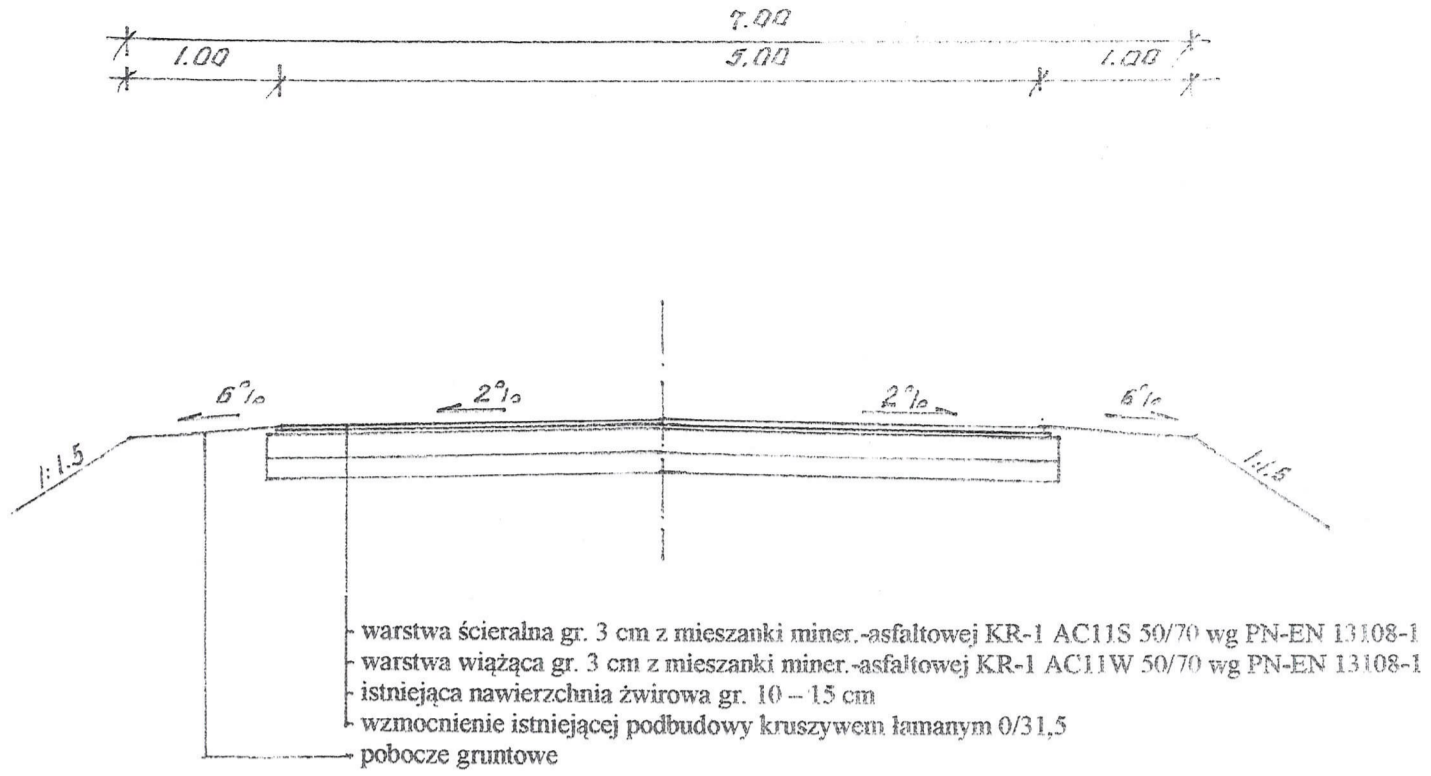 7.00
1.00 5.00 1.00
6% 2% 2% 6%
1:1.5 1:1.5
- warstwa ścieralna gr. 3 cm z mieszanki miner.-asfaltowej KR-1 AC11S 50/70 wg PN-EN 13108-1
- warstwa wiążąca gr. 3 cm z mieszanki miner.-asfaltowej KR-1 AC11W 50/70 wg PN-EN 13108-1
- istniejąca nawierzchnia żwirowa gr. 10 – 15 cm
- wzmocnienie istniejącej podbudowy kruszywem łamanym 0/31,5
- pobocze gruntowe